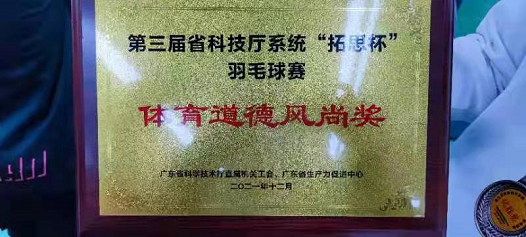 第三届省科技厅系统“拓思杯”
羽毛球赛
体育道德风尚奖
广东省科学技术厅直属机关工会、广东省生产力促进中心
二〇二一年十二月